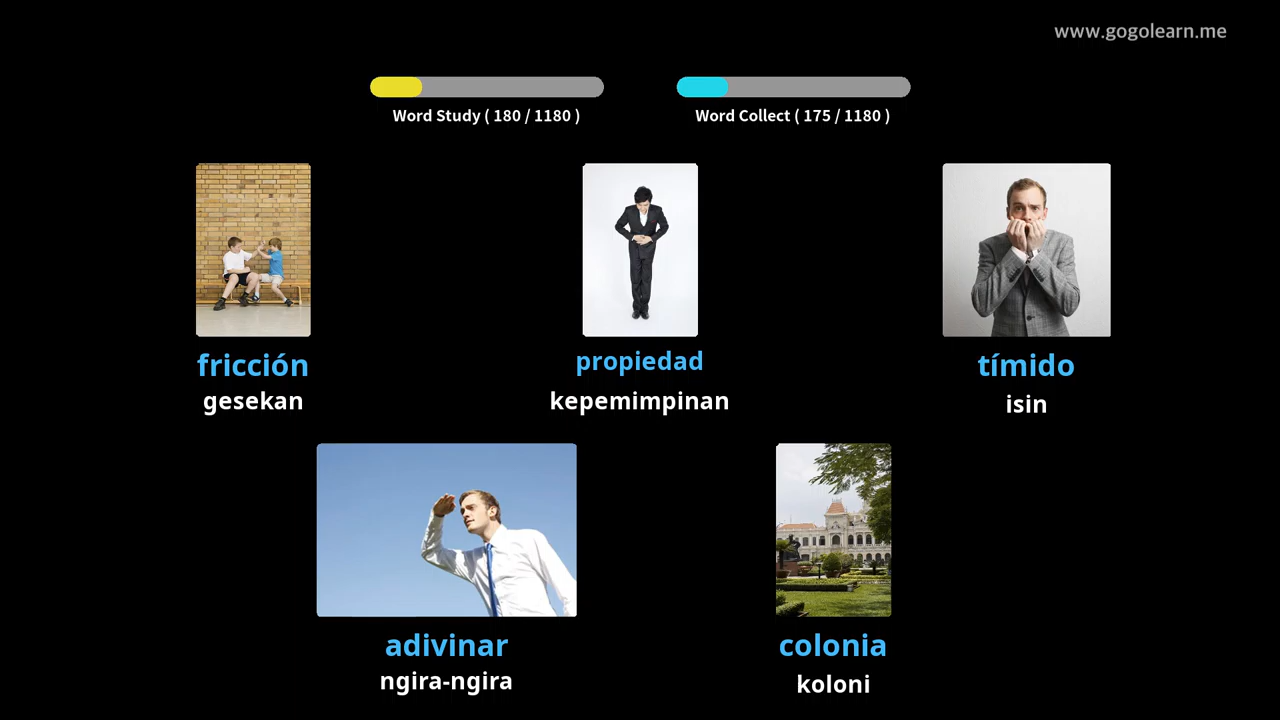 www.gogolearn.me
Word Study ( 180 / 1180 )
Word Collect ( 175 / 1180 )
fricción
gesekan
propiedad
kepemimpinan
tímido
isin
adivinar
ngira-ngira
colonia
koloni